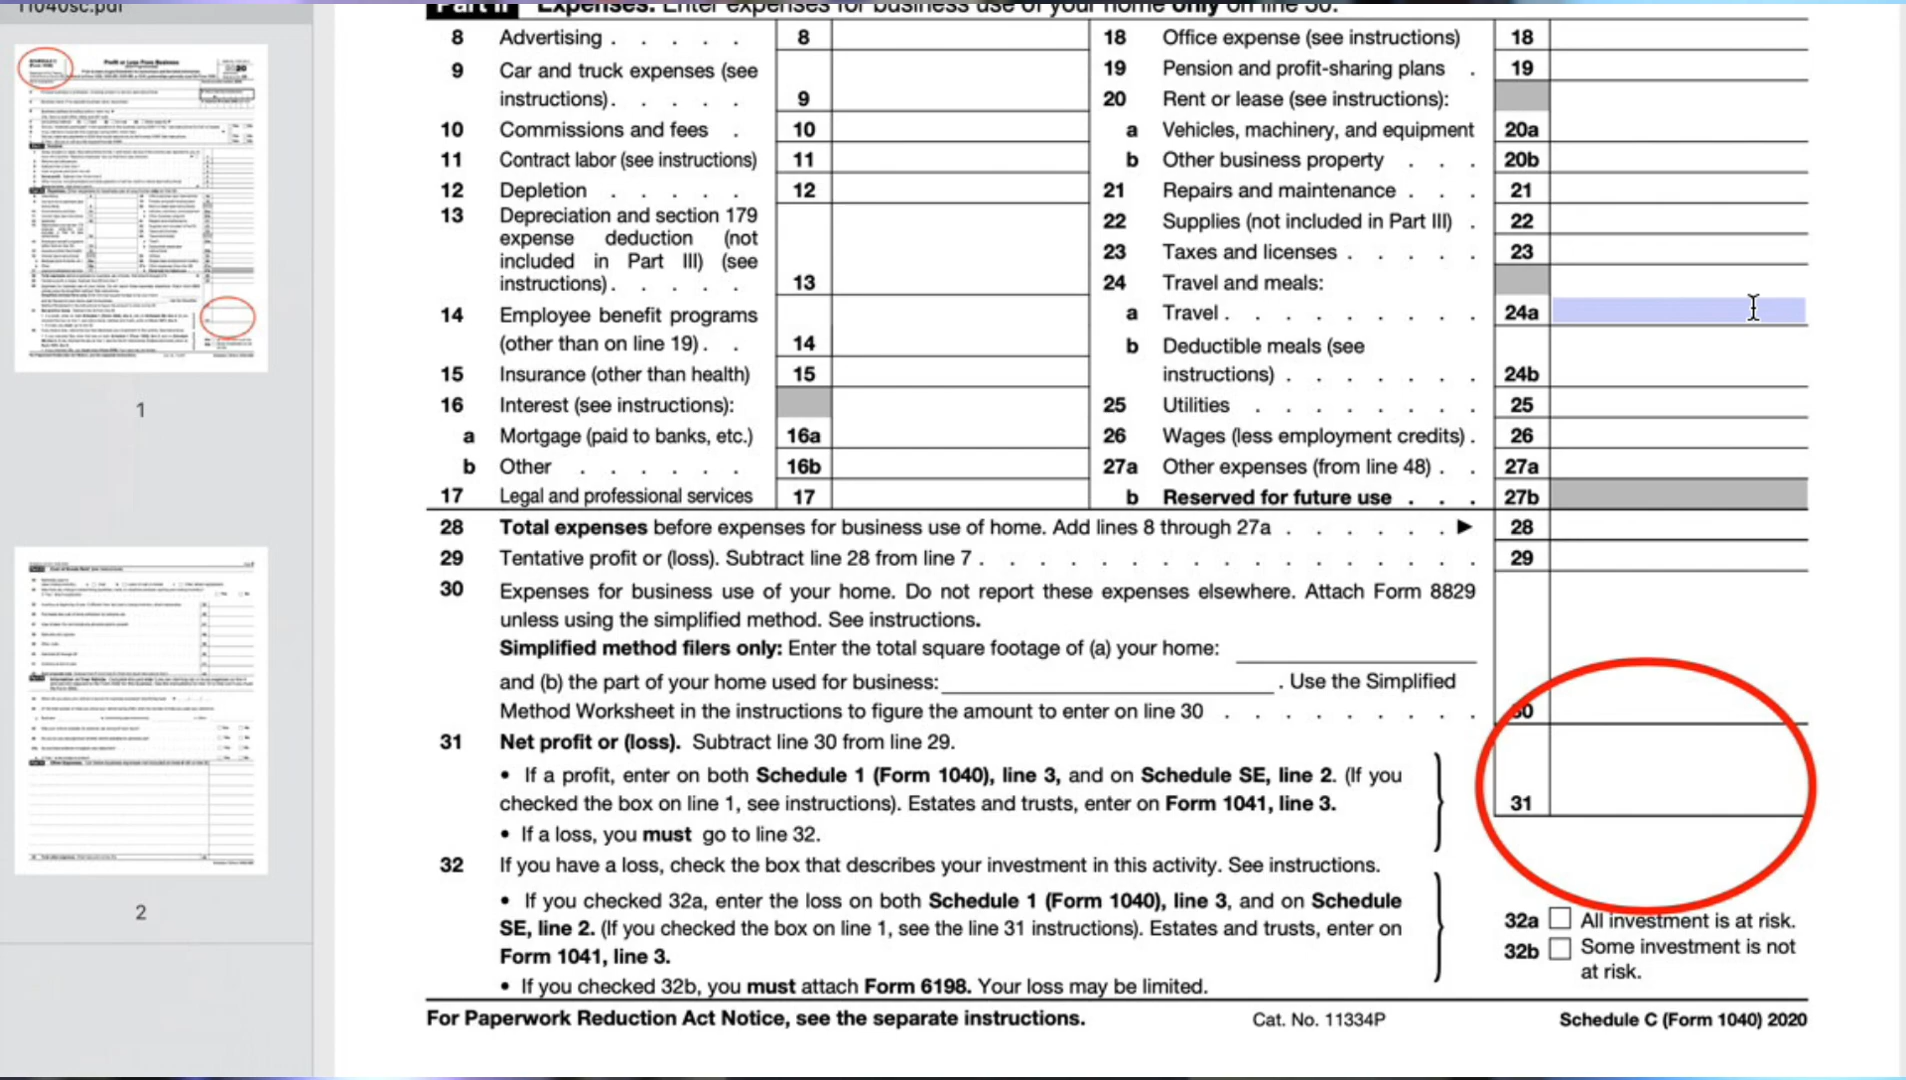 11040sc.pdf
1
2
Part II Expenses. Enter expenses for business use of your home only on line 30.
8 Advertising . . . . . 8
9 Car and truck expenses (see
instructions) . . . . . 9
10 Commissions and fees . 10
11 Contract labor (see instructions) 11
12 Depletion . . . . . 12
13 Depreciation and section 179
expense deduction (not
included in Part III) (see
instructions) . . . . . 13
14 Employee benefit programs
(other than on line 19) . . 14
15 Insurance (other than health) 15
16 Interest (see instructions):
a Mortgage (paid to banks, etc.) 16a
b Other . . . . . . 16b
17 Legal and professional services 17
18 Office expense (see instructions) 18
19 Pension and profit-sharing plans . 19
20 Rent or lease (see instructions):
a Vehicles, machinery, and equipment 20a
b Other business property . . . 20b
21 Repairs and maintenance . . . 21
22 Supplies (not included in Part III) . 22
23 Taxes and licenses . . . . . 23
24 Travel and meals:
a Travel . . . . . . . . . 24a
b Deductible meals (see
instructions) . . . . . . . 24b
25 Utilities . . . . . . . . 25
26 Wages (less employment credits) . 26
27a Other expenses (from line 48) . . 27a
b Reserved for future use . . . 27b
28 Total expenses before expenses for business use of home. Add lines 8 through 27a . . . . . . ▶ 28
29 Tentative profit or (loss). Subtract line 28 from line 7 . . . . . . . . . . . . . . . . . 29
30 Expenses for business use of your home. Do not report these expenses elsewhere. Attach Form 8829
unless using the simplified method. See instructions.
Simplified method filers only: Enter the total square footage of (a) your home:
and (b) the part of your home used for business: . Use the Simplified
Method Worksheet in the instructions to figure the amount to enter on line 30 . . . . . . . . . 30
31 Net profit or (loss). Subtract line 30 from line 29.
• If a profit, enter on both Schedule 1 (Form 1040), line 3, and on Schedule SE, line 2. (If you
checked the box on line 1, see instructions). Estates and trusts, enter on Form 1041, line 3.
• If a loss, you must go to line 32.
31
32 If you have a loss, check the box that describes your investment in this activity. See instructions.
• If you checked 32a, enter the loss on both Schedule 1 (Form 1040), line 3, and on Schedule
SE, line 2. (If you checked the box on line 1, see the line 31 instructions). Estates and trusts, enter on
Form 1041, line 3.
• If you checked 32b, you must attach Form 6198. Your loss may be limited.
32a All investment is at risk.
32b Some investment is not
at risk.
For Paperwork Reduction Act Notice, see the separate instructions. Cat. No. 11334P Schedule C (Form 1040) 2020